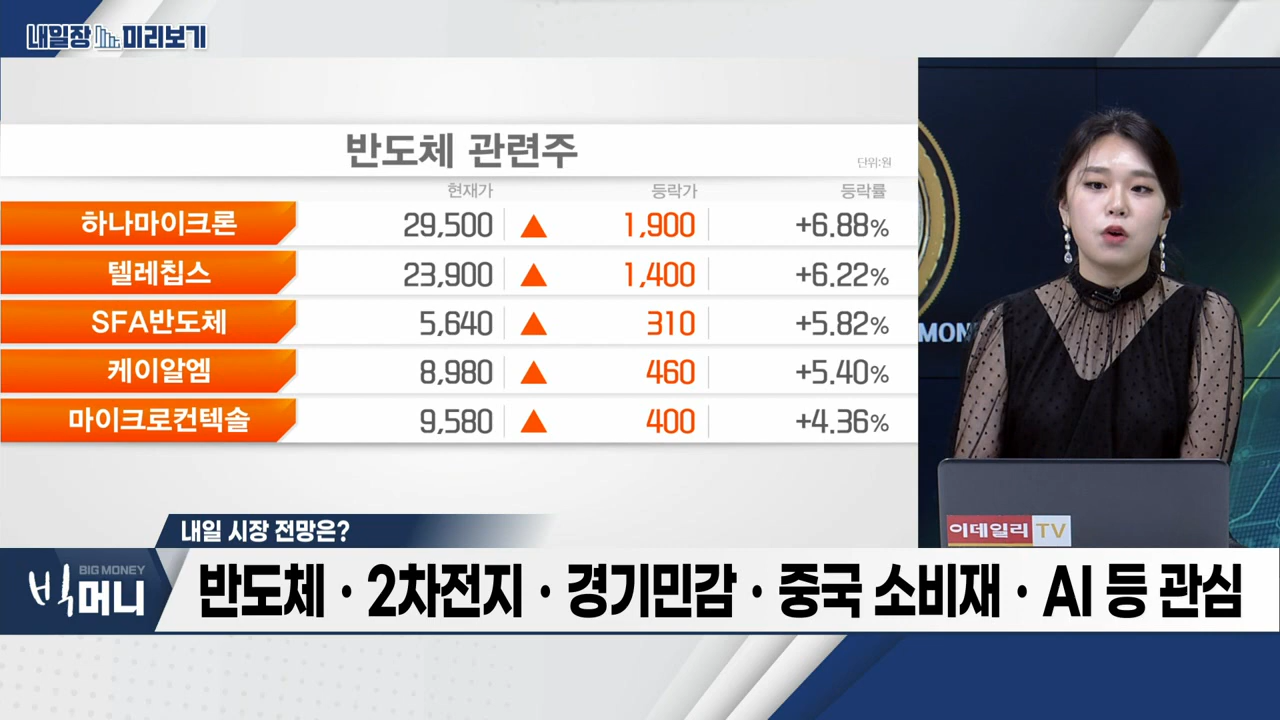 내일장 미리보기
반도체 관련주
단위:원
현재가 등락가 등락률
하나마이크론 29,500 ▲ 1,900 +6.88%
텔레칩스 23,900 ▲ 1,400 +6.22%
SFA반도체 5,640 ▲ 310 +5.82%
케이알엠 8,980 ▲ 460 +5.40%
마이크로컨텍솔 9,580 ▲ 400 +4.36%
MONE
이데일리TV
내일 시장 전망은?
BIG MONEY
빅머니
반도체 · 2차전지 · 경기민감 · 중국 소비재 · AI 등 관심